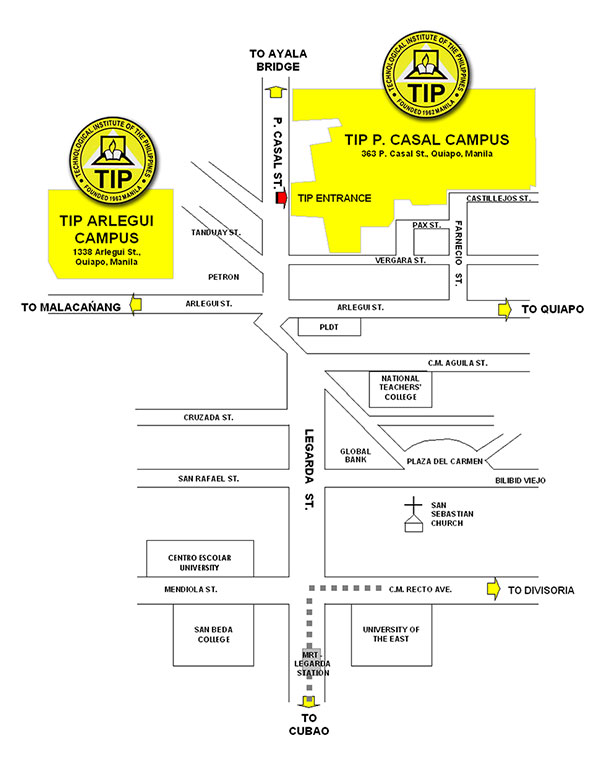 TO AYALA
BRIDGE
TECHNOLOGICAL INSTITUTE OF THE PHILIPPINES
TIP
FOUNDED 1962 MANILA
TIP P. CASAL CAMPUS
363 P. Casal St., Quiapo, Manila
P. CASAL ST.
TECHNOLOGICAL INSTITUTE OF THE PHILIPPINES
TIP
FOUNDED 1962 MANILA
TIP ARLEGUI
CAMPUS
1338 Arlegui St.,
Quiapo, Manila
TIP ENTRANCE
CASTILLEJOS ST.
TANDUAY ST.
PAX ST.
FARNECIO ST.
VERGARA ST.
PETRON
TO MALACAŃANG
ARLEGUI ST.
ARLEGUI ST.
TO QUIAPO
PLDT
C.M. AGUILA ST.
NATIONAL
TEACHERS'
COLLEGE
CRUZADA ST.
LEGARDA ST.
GLOBAL
BANK
PLAZA DEL CARMEN
SAN RAFAEL ST.
BILIBID VIEJO
SAN
SEBASTIAN
CHURCH
CENTRO ESCOLAR
UNIVERSITY
MENDIOLA ST.
C.M. RECTO AVE.
TO DIVISORIA
SAN BEDA
COLLEGE
UNIVERSITY OF
THE EAST
MRT -
LEGARDA
STATION
TO
CUBAO